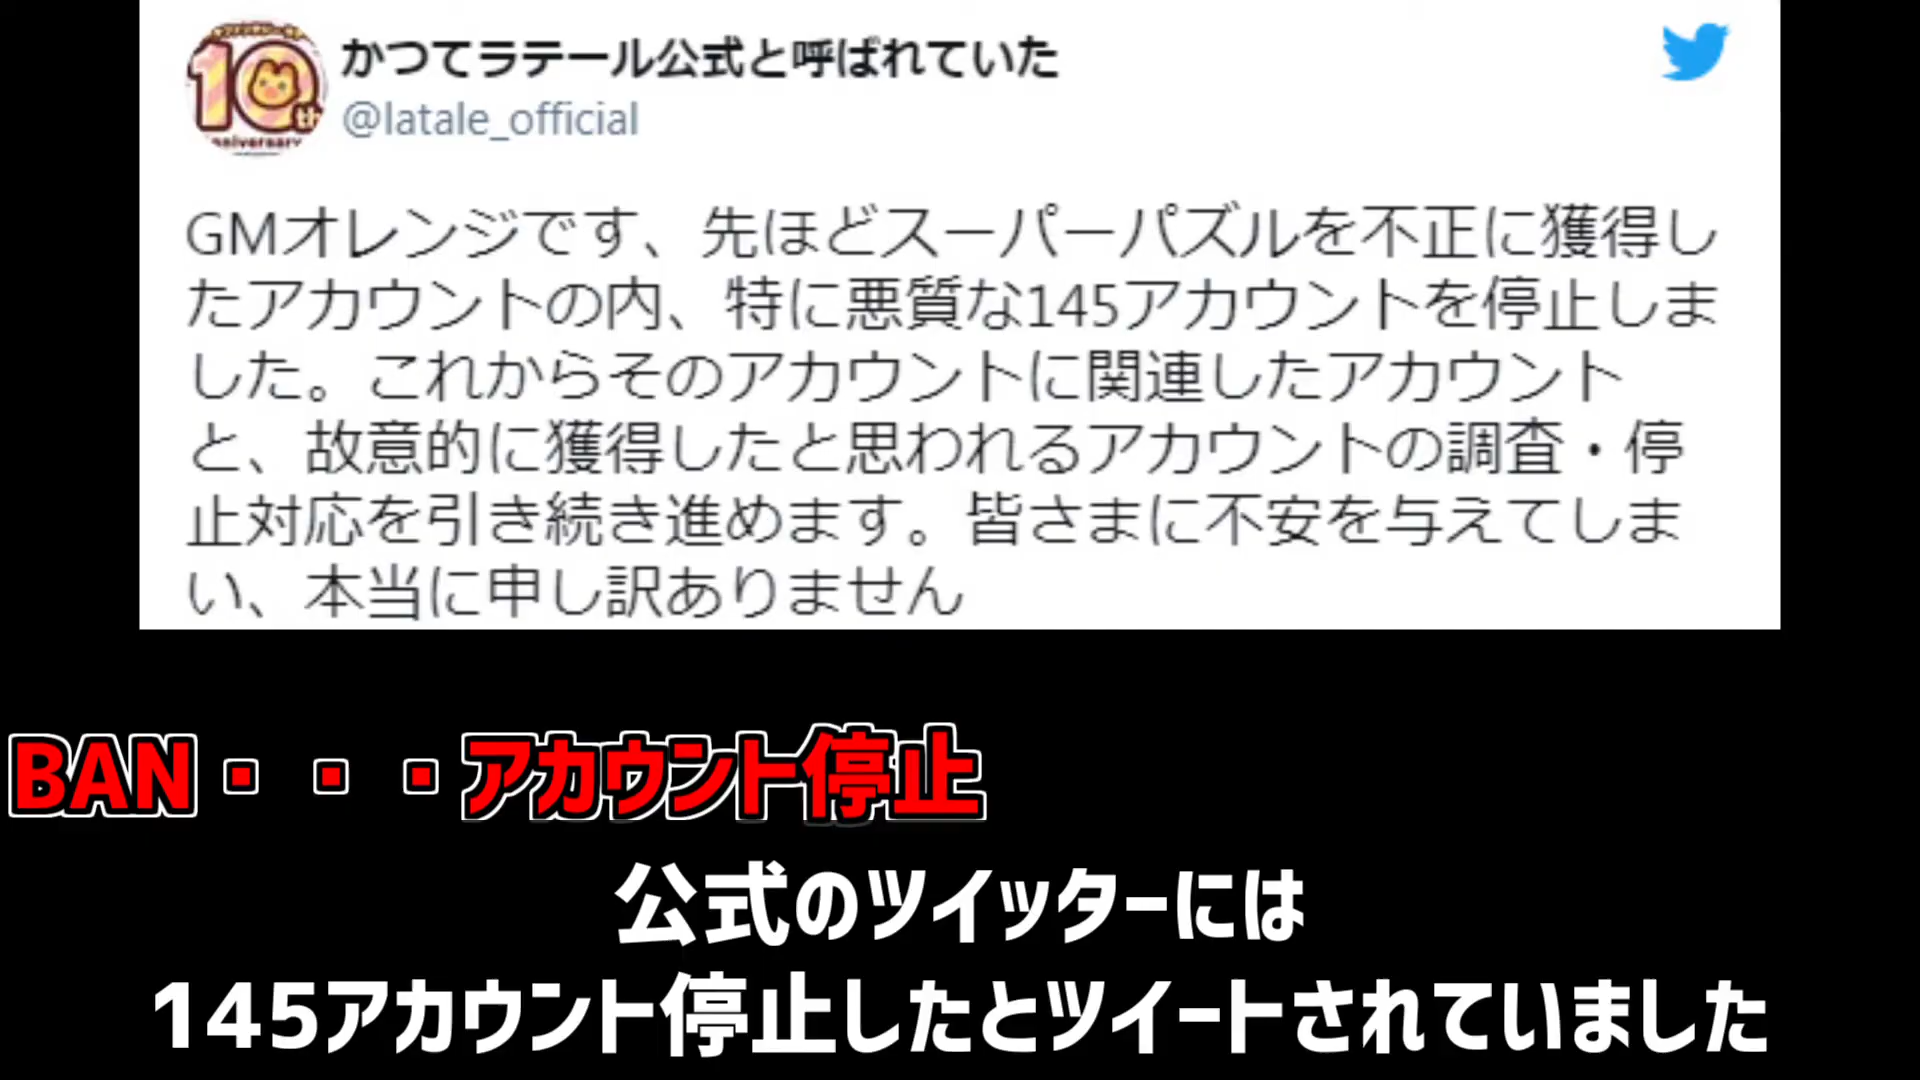 10th
anniversary
かつてラテール公式と呼ばれていた
@latale_official
GMオレンジです、先ほどスーパーパズルを不正に獲得し
たアカウントの内、特に悪質な145アカウントを停止しま
した。これからそのアカウントに関連したアカウント
と、故意的に獲得したと思われるアカウントの調査・停
止対応を引き続き進めます。皆さまに不安を与えてしま
い、本当に申し訳ありません
BAN・・・アカウント停止
公式のツイッターには
145アカウント停止したとツイートされていました